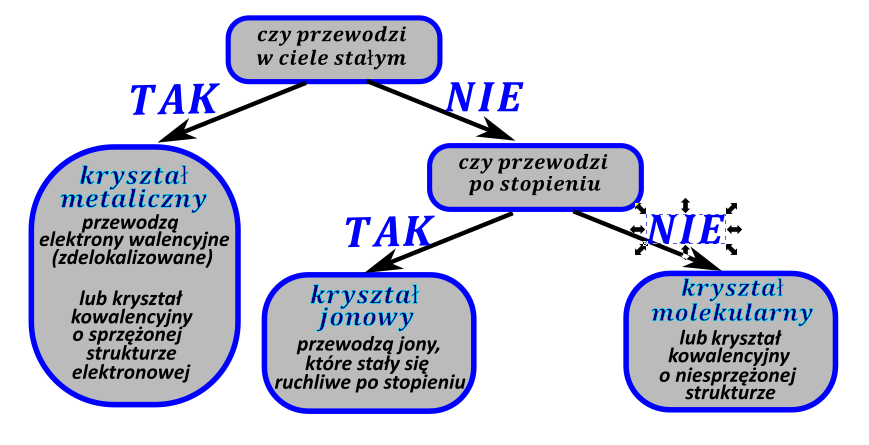 czy przewodzi
w ciele stałym
TAK
NIE
kryształ
metaliczny
przewodzą
elektrony walencyjne
(zdelokalizowane)
lub kryształ
kowalencyjny
o sprzężonej
strukturze
elektronowej
czy przewodzi
po stopieniu
TAK
NIE
kryształ
jonowy
przewodzą jony,
które stały się
ruchliwe po stopieniu
kryształ
molekularny
lub kryształ
kowalencyjny
o niesprzężonej
strukturze